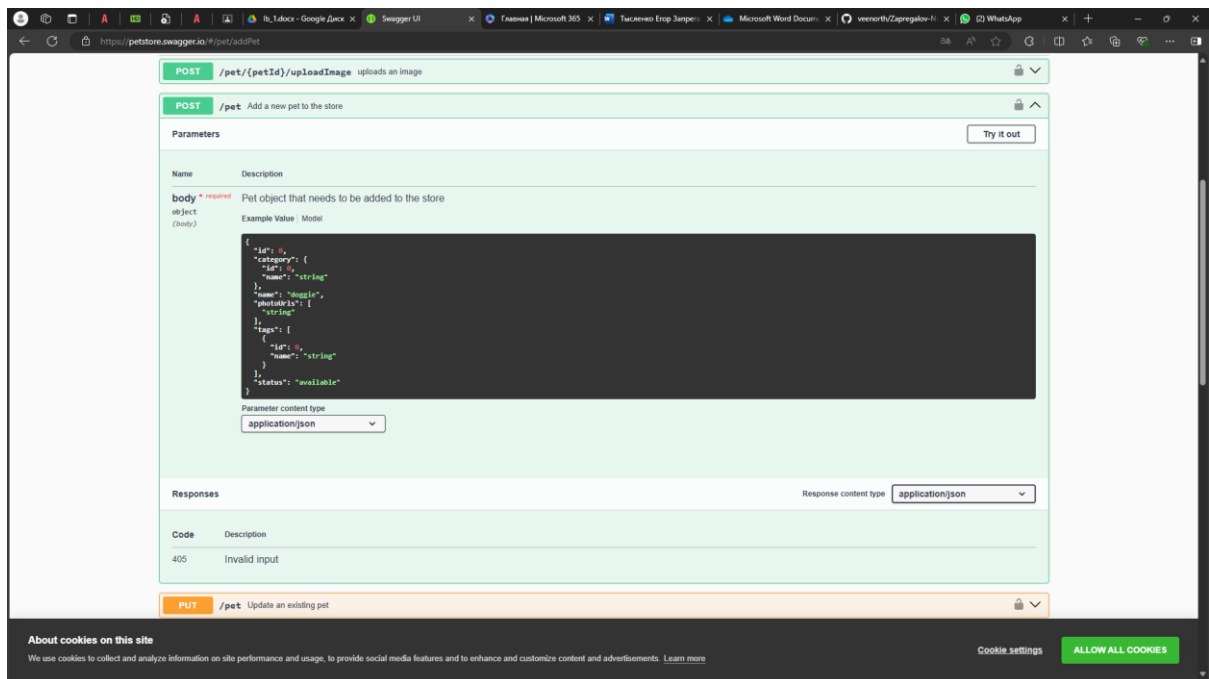 lb_1.docx - Google Диск
Swagger UI
Главная | Microsoft 365
Тысленко Егор
Microsoft Word Docum
veenorth/Zapregalov-N
(2) WhatsApp
https://petstore.swagger.io/#/pet/addPet
POST /pet/{petId}/uploadImage uploads an image
POST /pet Add a new pet to the store
Parameters
Try it out
Name Description
body * required Pet object that needs to be added to the store
object
(body)
Example Value | Model
{
"id": 0,
"category": {
"id": 0,
"name": "string"
},
"name": "doggie",
"photoUrls": [
"string"
],
"tags": [
{
"id": 0,
"name": "string"
}
],
"status": "available"
}
Parameter content type
application/json
Responses
Response content type application/json
Code Description
405 Invalid input
PUT /pet Update an existing pet
About cookies on this site
We use cookies to collect and analyze information on site performance and usage, to provide social media features and to enhance and customize content and advertisements. Learn more
Cookie settings
ALLOW ALL COOKIES